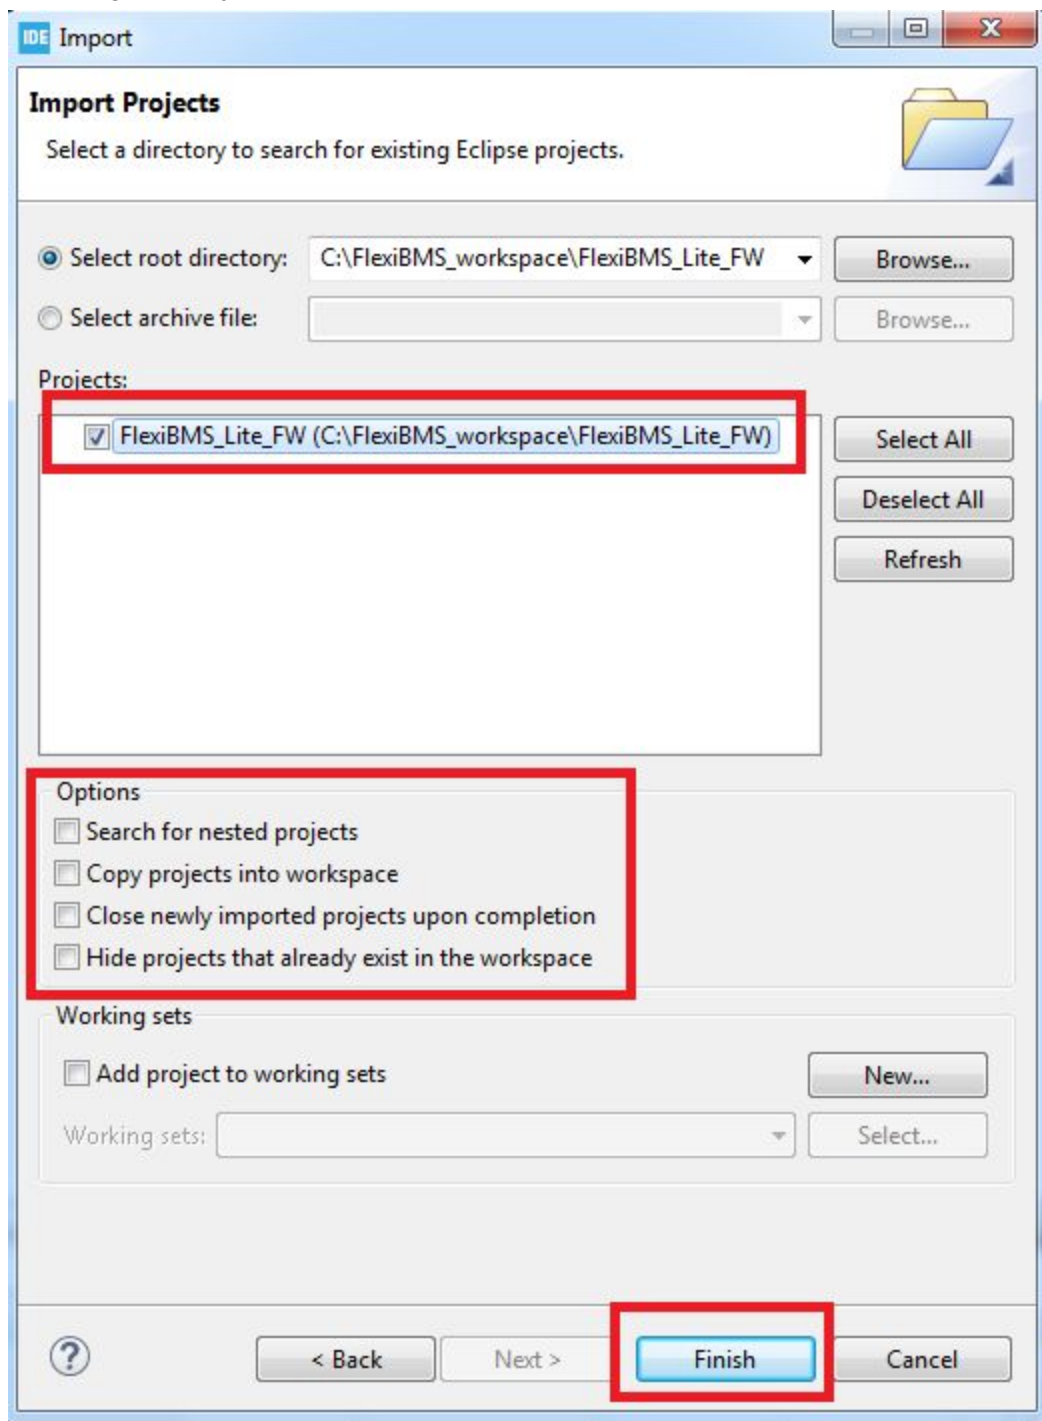 IDE Import
Import Projects
Select a directory to search for existing Eclipse projects.
Select root directory: C:\FlexiBMS_workspace\FlexiBMS_Lite_FW Browse...
Select archive file: Browse...
Projects:
FlexiBMS_Lite_FW (C:\FlexiBMS_workspace\FlexiBMS_Lite_FW)
Select All
Deselect All
Refresh
Options
Search for nested projects
Copy projects into workspace
Close newly imported projects upon completion
Hide projects that already exist in the workspace
Working sets
Add project to working sets New...
Working sets: Select...
? < Back Next > Finish Cancel